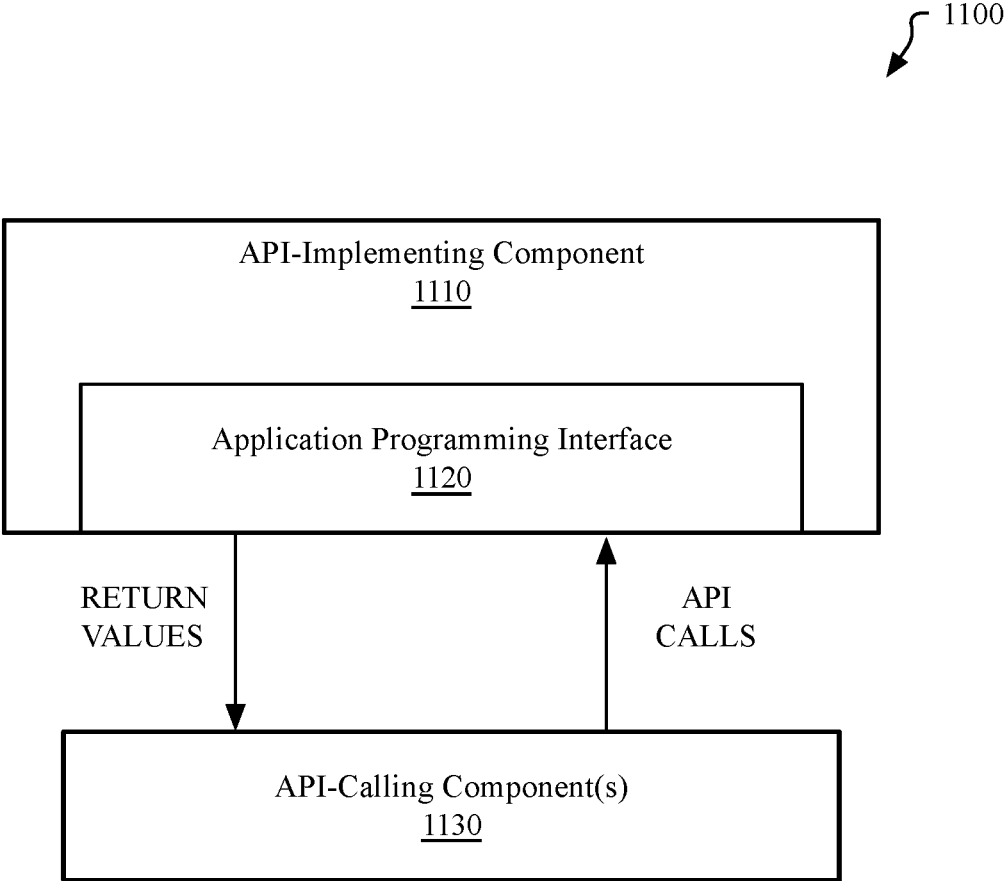 1100
API-Implementing Component
1110
Application Programming Interface
1120
RETURN
VALUES
API
CALLS
API-Calling Component(s)
1130